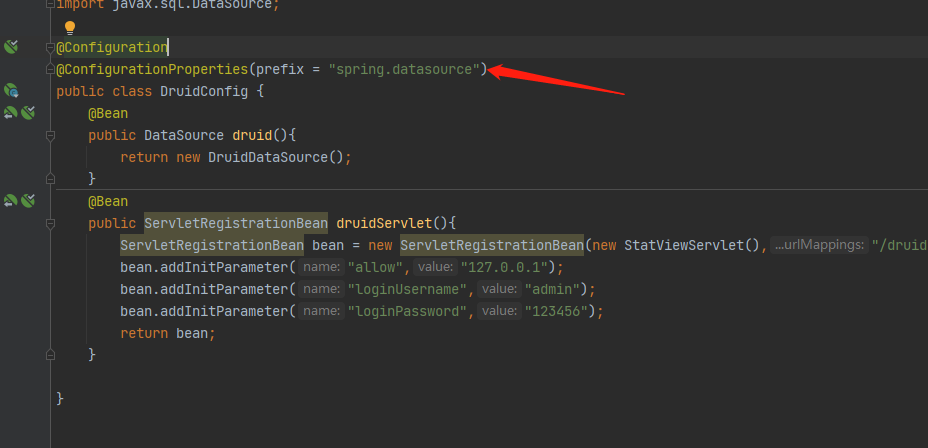 import javax.sql.DataSource;
@Configuration
@ConfigurationProperties(prefix = "spring.datasource")
public class DruidConfig {
@Bean
public DataSource druid(){
return new DruidDataSource();
}
@Bean
public ServletRegistrationBean druidServlet(){
ServletRegistrationBean bean = new ServletRegistrationBean(new StatViewServlet(), ...urlMappings: "/druid
bean.addInitParameter( name: "allow", value: "127.0.0.1");
bean.addInitParameter( name: "loginUsername", value: "admin");
bean.addInitParameter( name: "loginPassword", value: "123456");
return bean;
}
}